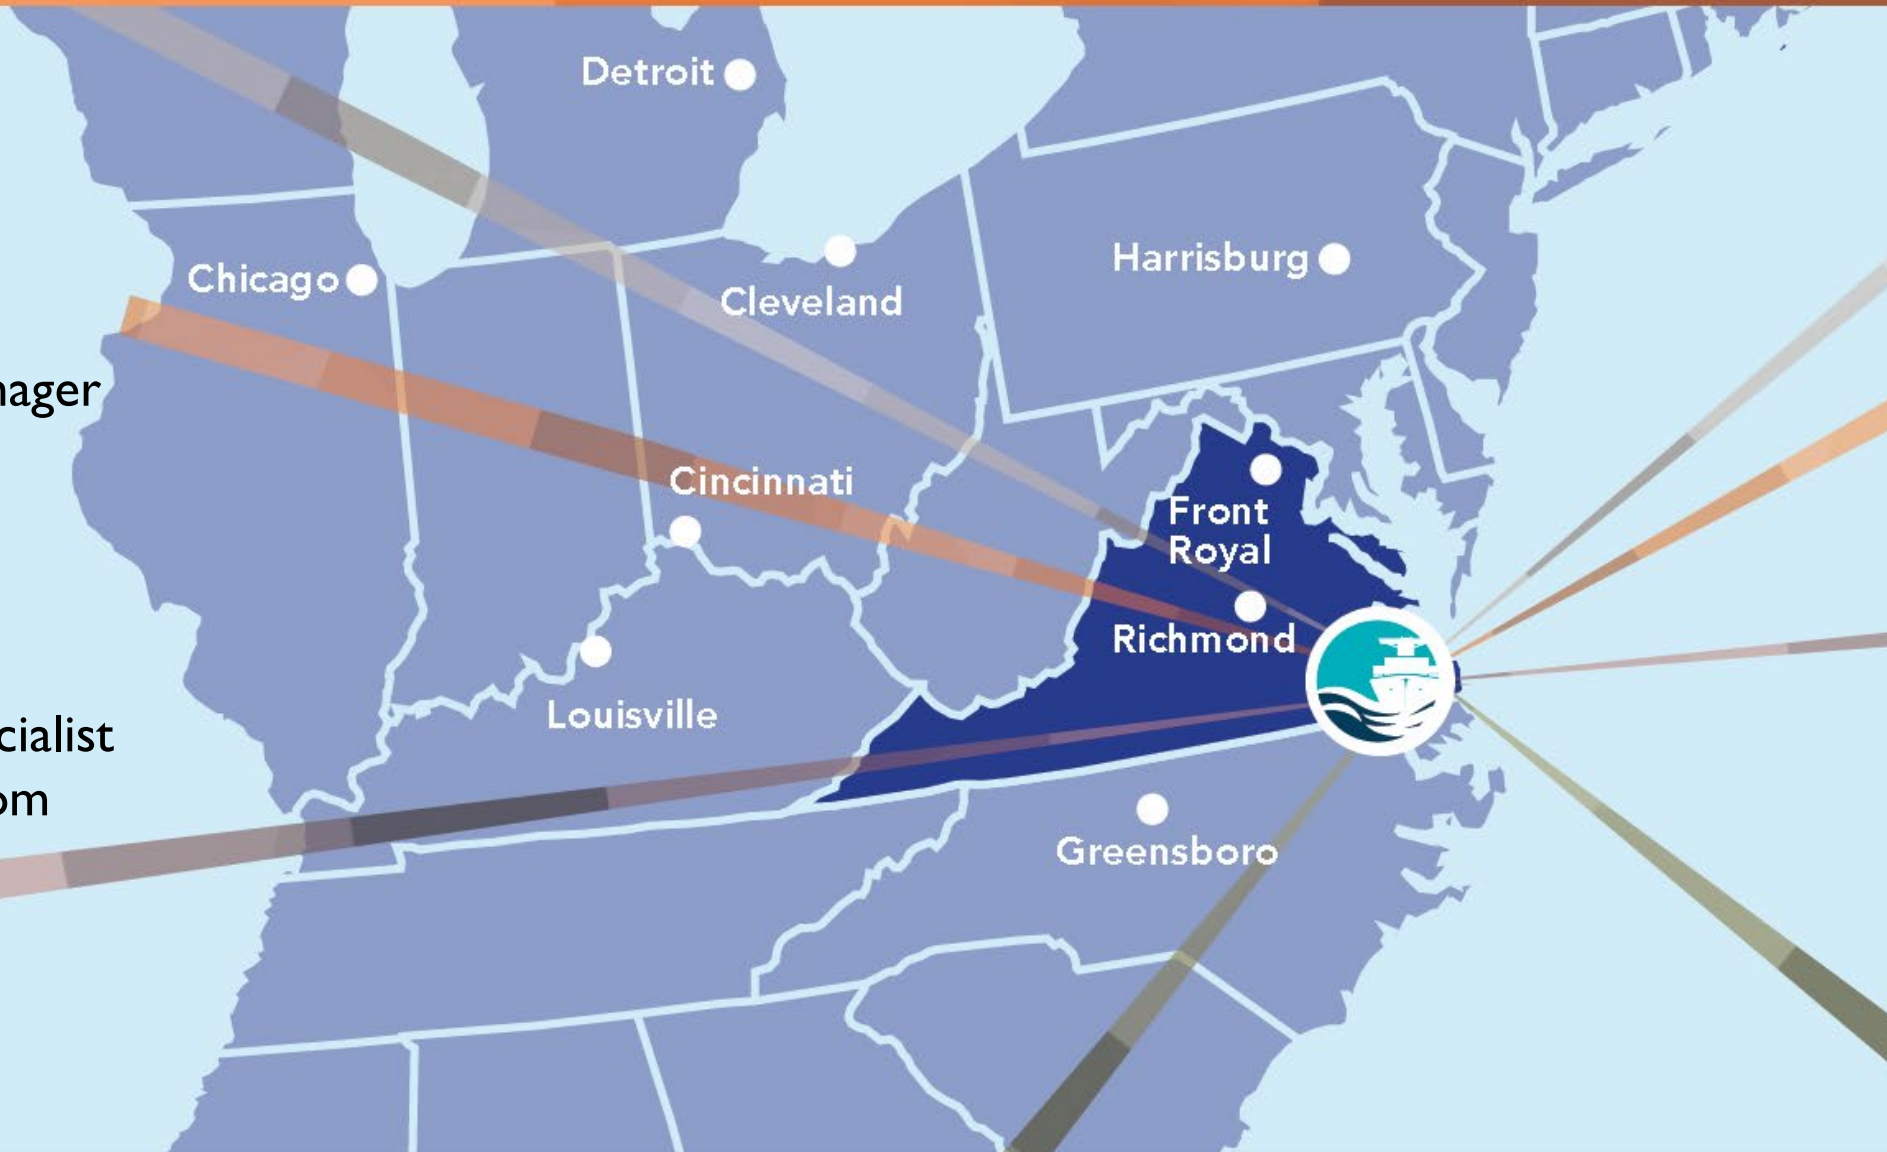 Detroit
Harrisburg
Chicago
Cleveland
nager
Cincinnati
Front
Royal
Richmond
Louisville
cialist
om
Greensboro